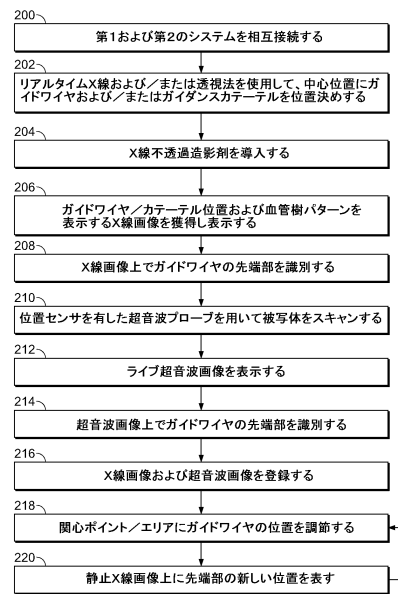 200
第1および第2のシステムを相互接続する
202
リアルタイムX線および／または透視法を使用して、中心位置にガ
イドワイヤおよび／またはガイダンスカテーテルを位置決めする
204
X線不透過造影剤を導入する
206
ガイドワイヤ／カテーテル位置および血管樹パターンを
表示するX線画像を獲得し表示する
208
X線画像上でガイドワイヤの先端部を識別する
210
位置センサを有した超音波プローブを用いて被写体をスキャンする
212
ライブ超音波画像を表示する
214
超音波画像上でガイドワイヤの先端部を識別する
216
X線画像および超音波画像を登録する
218
関心ポイント／エリアにガイドワイヤの位置を調節する
220
静止X線画像上に先端部の新しい位置を表す